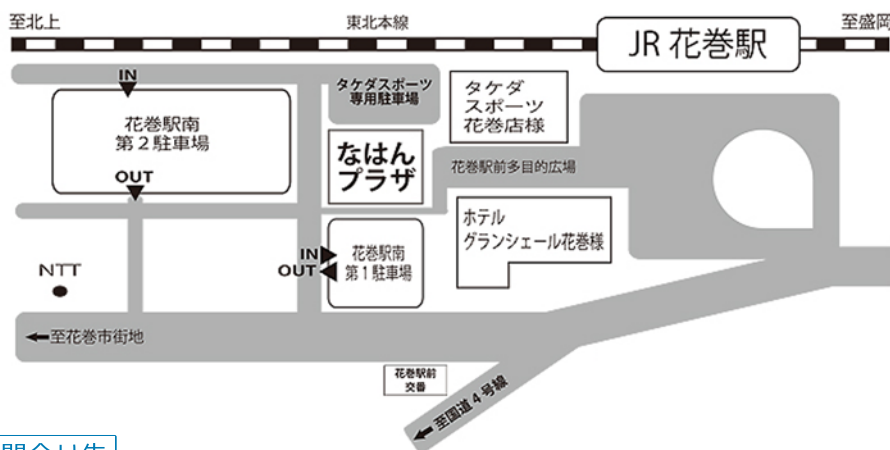 至北上
東北本線
JR 花巻駅
至盛岡
IN
花巻駅南
第２駐車場
OUT
タケダスポーツ
専用駐車場
タケダ
スポーツ
花巻店様
なはん
プラザ
花巻駅前多目的広場
ホテル
グランシェール花巻様
IN
OUT
花巻駅南
第１駐車場
NTT
至花巻市街地
花巻駅前
交番
至国道４号線